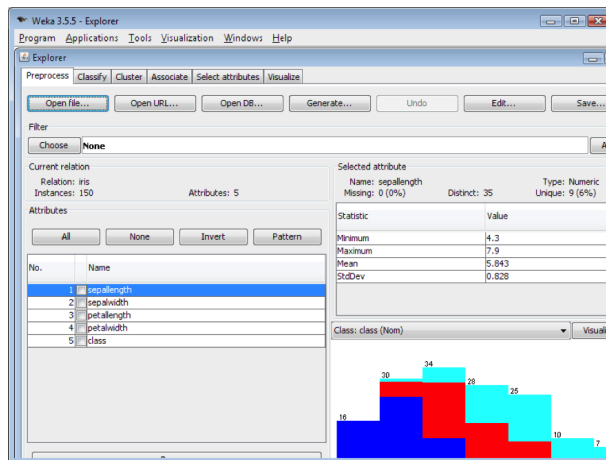 Weka 3.5.5 - Explorer
Program Applications Tools Visualization Windows Help
Explorer
Preprocess Classify Cluster Associate Select attributes Visualize
Open file... Open URL... Open DB... Generate... Undo Edit... Save...
Filter
Choose None
Current relation
Relation: iris
Instances: 150 Attributes: 5
Selected attribute
Name: sepallength Type: Numeric
Missing: 0 (0%) Distinct: 35 Unique: 9 (6%)
Attributes
All None Invert Pattern
No. Name
1 sepallength
2 sepalwidth
3 petallength
4 petalwidth
5 class
Statistic Value
Minimum 4.3
Maximum 7.9
Mean 5.843
StdDev 0.828
Class: class (Nom) Visuali
16 30 34 28 25 10 7